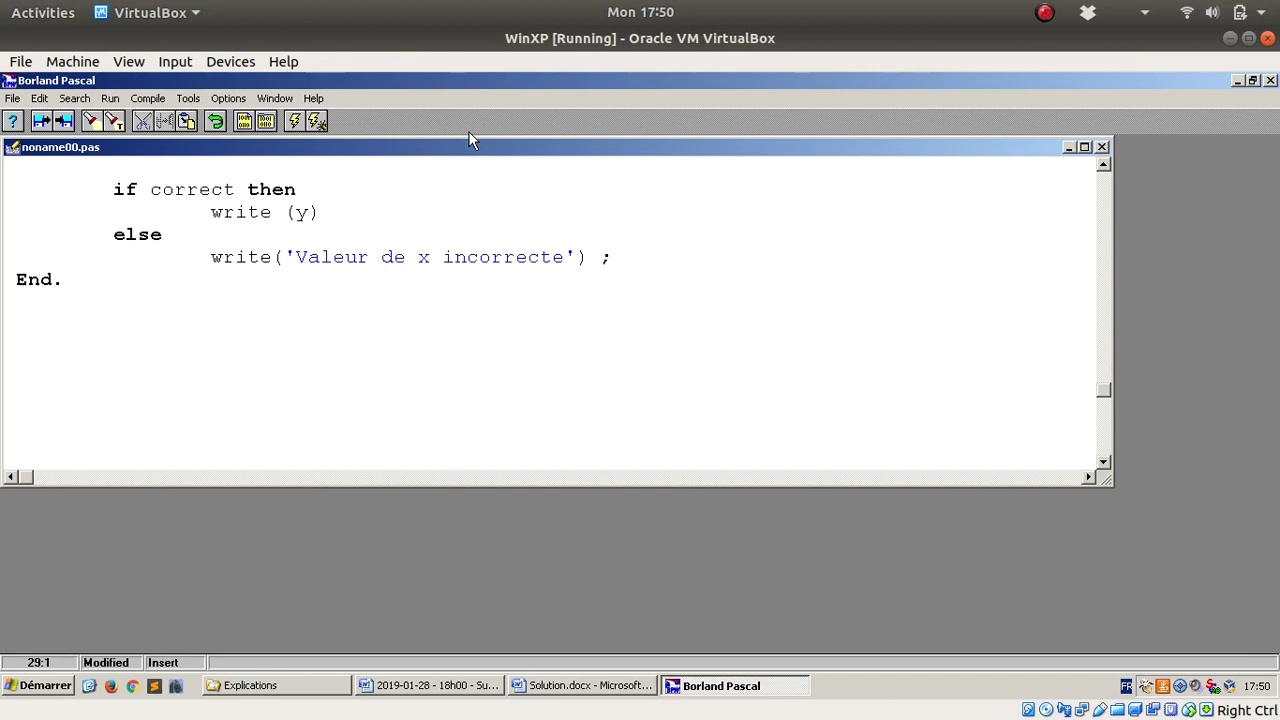 Activities VirtualBox Mon 17:50
WinXP [Running] - Oracle VM VirtualBox
File Machine View Input Devices Help
Borland Pascal
File Edit Search Run Compile Tools Options Window Help
noname00.pas
if correct then
write (y)
else
write('Valeur de x incorrecte') ;
End.
29:1 Modified Insert
Démarrer Explications 2019-01-28 - 18h00 - Su... Solution.docx - Microsoft... Borland Pascal FR 17:50
Right Ctrl